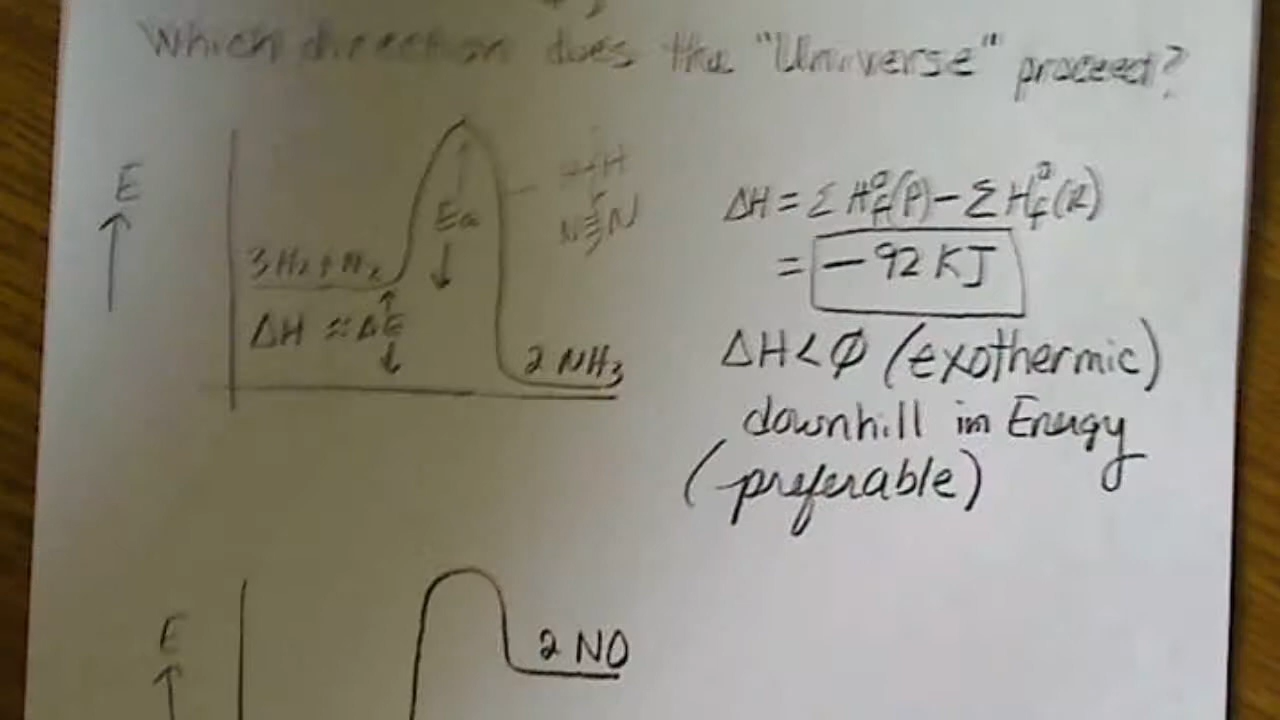 Which direction does the "Universe" proceed?
E
Ea
H
N≡N
3H₂ + N₂
ΔH ≈ ΔE
2 NH₃
ΔH = Σ H°f(P) - Σ H°f(R)
= -92 KJ
ΔH < Ø (exothermic)
downhill in Energy
(preferable)
E
2 NO